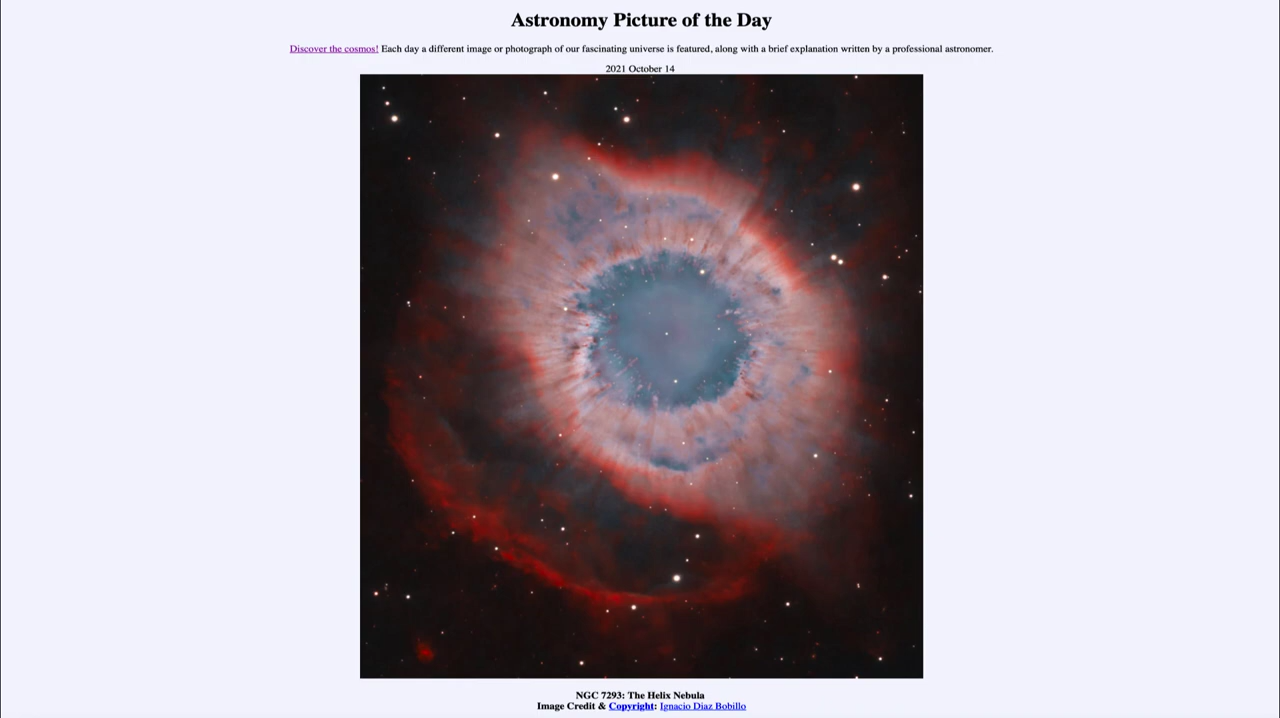 Astronomy Picture of the Day
Discover the cosmos! Each day a different image or photograph of our fascinating universe is featured, along with a brief explanation written by a professional astronomer.
2021 October 14
NGC 7293: The Helix Nebula
Image Credit & Copyright: Ignacio Diaz Bobillo